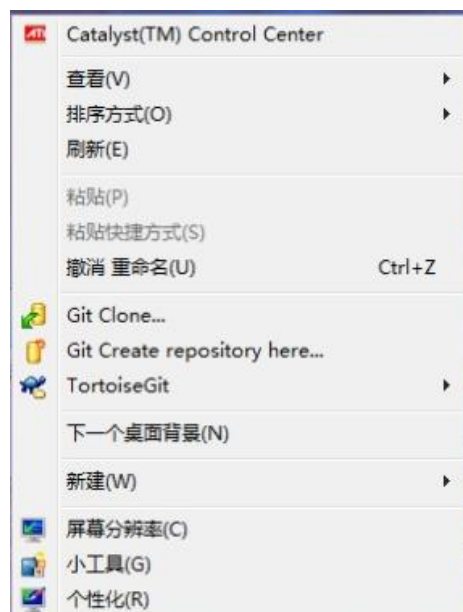 ATI
Catalyst(TM) Control Center
查看(V)
排序方式(O)
刷新(E)
粘贴(P)
粘贴快捷方式(S)
撤消 重命名(U) Ctrl+Z
Git Clone...
Git Create repository here...
TortoiseGit
下一个桌面背景(N)
新建(W)
屏幕分辨率(C)
小工具(G)
个性化(R)